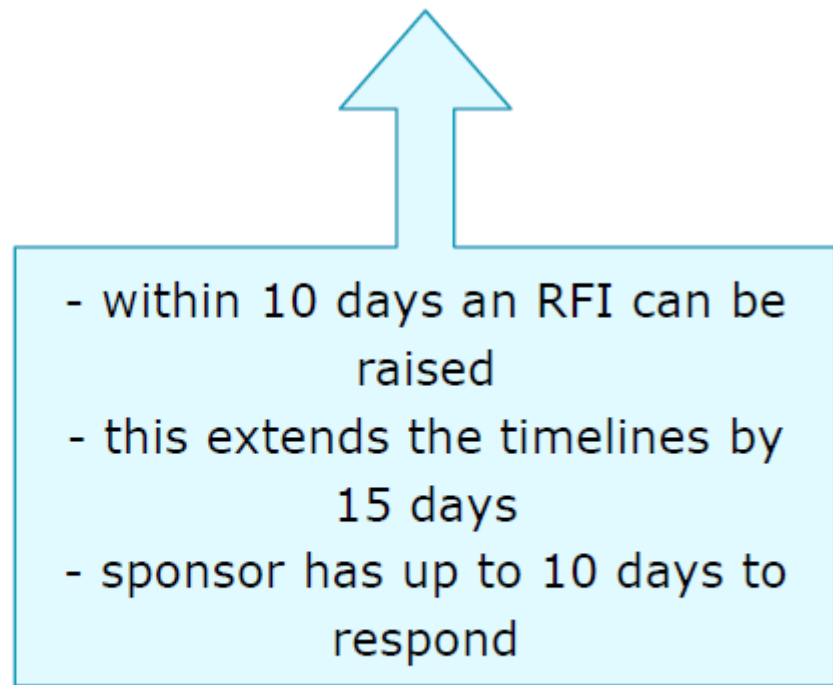 - within 10 days an RFI can be
raised
- this extends the timelines by
15 days
- sponsor has up to 10 days to
respond